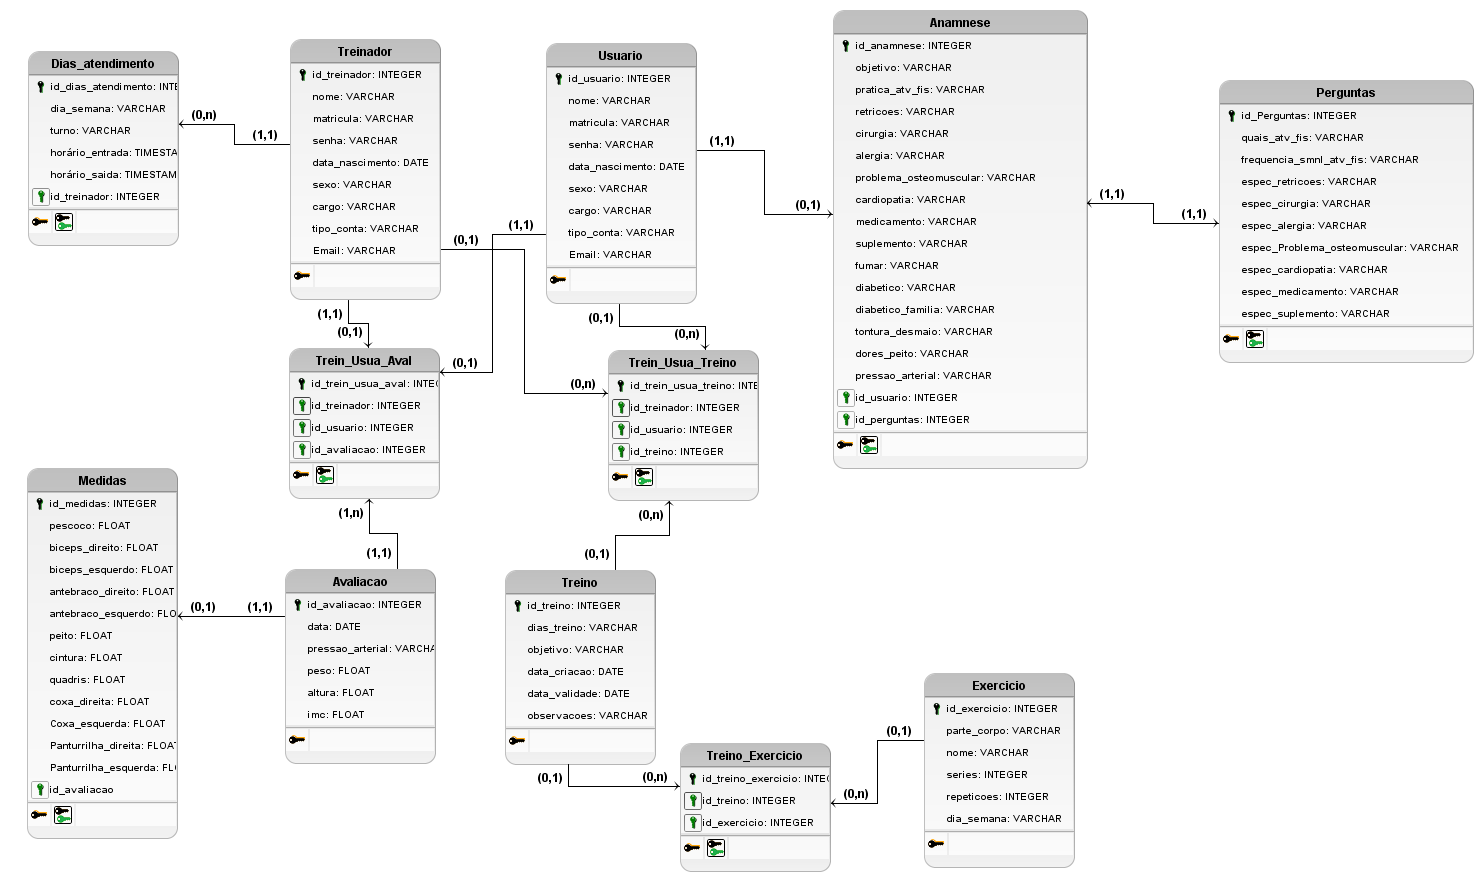 Dias_atendimento
id_dias_atendimento: INTE
dia_semana: VARCHAR
turno: VARCHAR
horário_entrada: TIMESTA
horário_saida: TIMESTAM
id_treinador: INTEGER
(0,n)
(1,1)
Treinador
id_treinador: INTEGER
nome: VARCHAR
matricula: VARCHAR
senha: VARCHAR
data_nascimento: DATE
sexo: VARCHAR
cargo: VARCHAR
tipo_conta: VARCHAR
Email: VARCHAR
(0,1)
(1,1)
(0,1)
Usuario
id_usuario: INTEGER
nome: VARCHAR
matricula: VARCHAR
senha: VARCHAR
data_nascimento: DATE
sexo: VARCHAR
cargo: VARCHAR
tipo_conta: VARCHAR
Email: VARCHAR
(1,1)
(1,1)
(0,1)
(0,1)
(0,n)
Anamnese
id_anamnese: INTEGER
objetivo: VARCHAR
pratica_atv_fis: VARCHAR
retricoes: VARCHAR
cirurgia: VARCHAR
alergia: VARCHAR
problema_osteomuscular: VARCHAR
cardiopatia: VARCHAR
medicamento: VARCHAR
suplemento: VARCHAR
fumar: VARCHAR
diabetico: VARCHAR
diabetico_familia: VARCHAR
tontura_desmaio: VARCHAR
dores_peito: VARCHAR
pressao_arterial: VARCHAR
id_usuario: INTEGER
id_perguntas: INTEGER
(1,1)
(1,1)
Perguntas
id_Perguntas: INTEGER
quais_atv_fis: VARCHAR
frequencia_smnl_atv_fis: VARCHAR
espec_retricoes: VARCHAR
espec_cirurgia: VARCHAR
espec_alergia: VARCHAR
espec_Problema_osteomuscular: VARCHAR
espec_cardiopatia: VARCHAR
espec_medicamento: VARCHAR
espec_suplemento: VARCHAR
Trein_Usua_Aval
id_trein_usua_aval: INTEG
id_treinador: INTEGER
id_usuario: INTEGER
id_avaliacao: INTEGER
(0,1)
(0,n)
(1,n)
(1,1)
Trein_Usua_Treino
id_trein_usua_treino: INTE
id_treinador: INTEGER
id_usuario: INTEGER
id_treino: INTEGER
(0,n)
(0,1)
Medidas
id_medidas: INTEGER
pescoco: FLOAT
biceps_direito: FLOAT
biceps_esquerdo: FLOAT
antebraco_direito: FLOAT
antebraco_esquerdo: FLO
peito: FLOAT
cintura: FLOAT
quadris: FLOAT
coxa_direita: FLOAT
Coxa_esquerda: FLOAT
Panturrilha_direita: FLOAT
Panturrilha_esquerda: FL
id_avaliacao
(0,1)
(1,1)
Avaliacao
id_avaliacao: INTEGER
data: DATE
pressao_arterial: VARCHA
peso: FLOAT
altura: FLOAT
imc: FLOAT
Treino
id_treino: INTEGER
dias_treino: VARCHAR
objetivo: VARCHAR
data_criacao: DATE
data_validade: DATE
observacoes: VARCHAR
(0,1)
(0,n)
Treino_Exercicio
id_treino_exercicio: INTEG
id_treino: INTEGER
id_exercicio: INTEGER
(0,n)
(0,1)
Exercicio
id_exercicio: INTEGER
parte_corpo: VARCHAR
nome: VARCHAR
series: INTEGER
repeticoes: INTEGER
dia_semana: VARCHAR